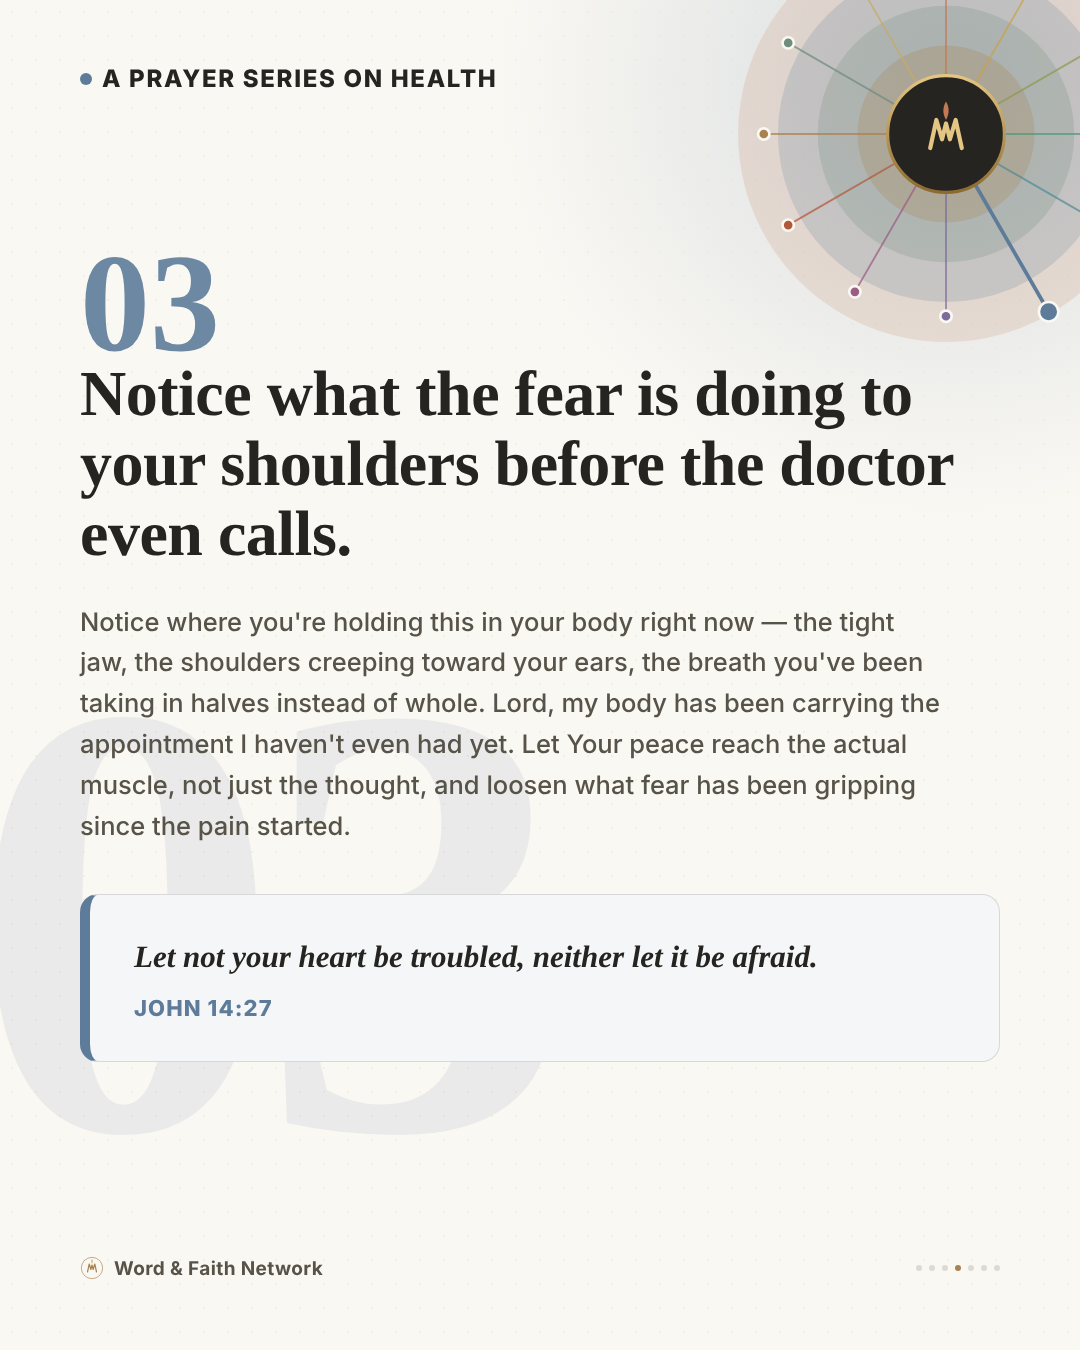 A PRAYER SERIES ON HEALTH
03
Notice what the fear is doing to
your shoulders before the doctor
even calls.
Notice where you're holding this in your body right now — the tight
jaw, the shoulders creeping toward your ears, the breath you've been
taking in halves instead of whole. Lord, my body has been carrying the
appointment I haven't even had yet. Let Your peace reach the actual
muscle, not just the thought, and loosen what fear has been gripping
since the pain started.
03
Let not your heart be troubled, neither let it be afraid.
JOHN 14:27
Word & Faith Network